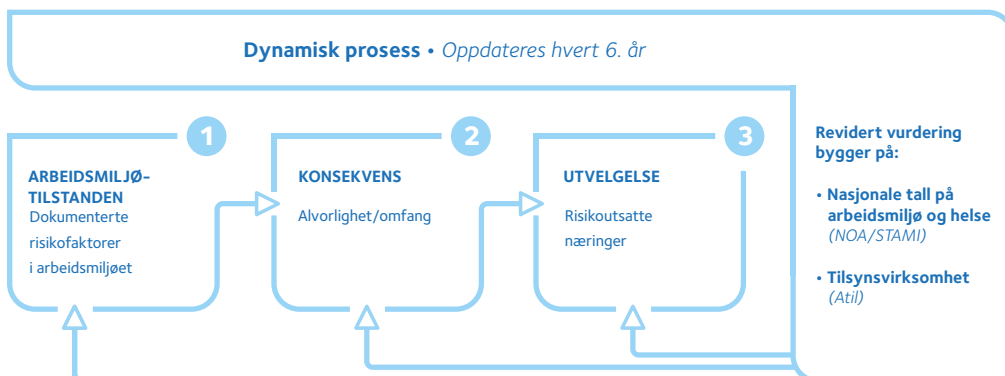 Dynamisk prosess • Oppdateres hvert 6. år
1
ARBEIDSMILJØ-
TILSTANDEN
Dokumenterte
risikofaktorer
i arbeidsmiljøet
2
KONSEKVENS
Alvorlighet/omfang
3
UTVELGELSE
Risikoutsatte
næringer
Revidert vurdering
bygger på:
• Nasjonale tall på
arbeidsmiljø og helse
(NOA/STAMI)
• Tilsynsvirksomhet
(Atil)